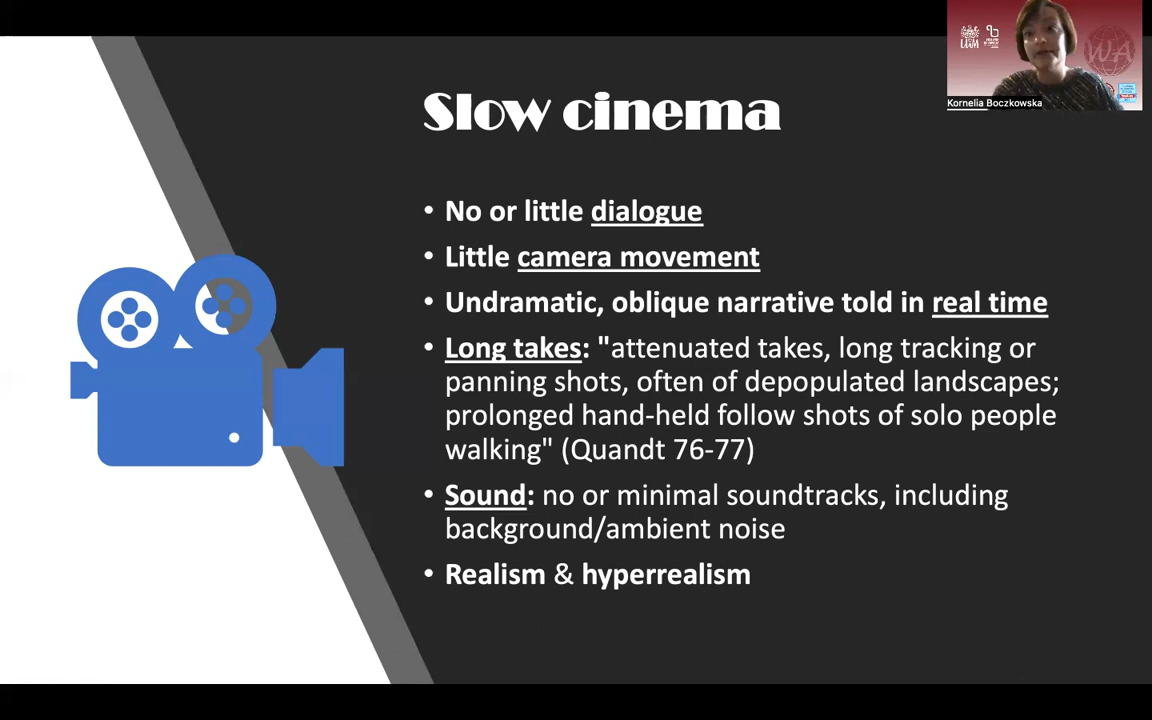 Slow cinema
• No or little dialogue
• Little camera movement
• Undramatic, oblique narrative told in real time
• Long takes: "attenuated takes, long tracking or
panning shots, often of depopulated landscapes;
prolonged hand-held follow shots of solo people
walking" (Quandt 76-77)
• Sound: no or minimal soundtracks, including
background/ambient noise
• Realism & hyperrealism
UAM
WA
Kornelia Boczkowska